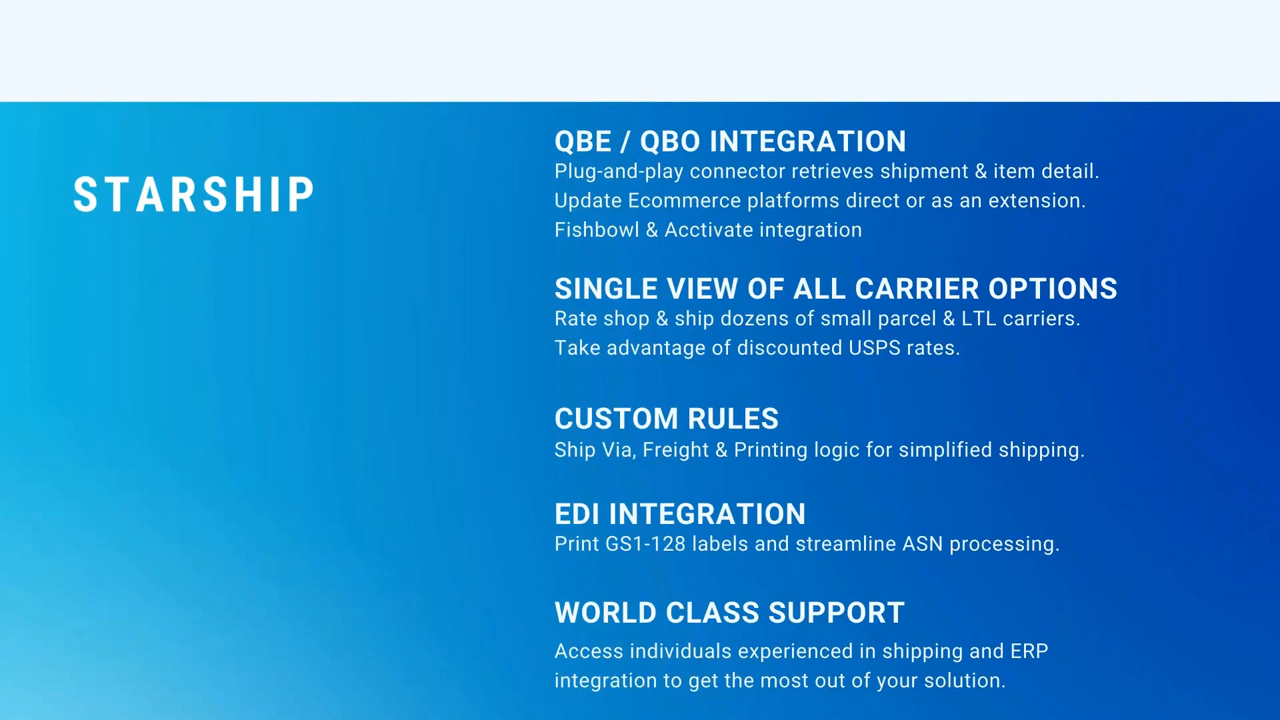 STARSHIP
QBE / QBO INTEGRATION
Plug-and-play connector retrieves shipment & item detail.
Update Ecommerce platforms direct or as an extension.
Fishbowl & Acctivate integration
SINGLE VIEW OF ALL CARRIER OPTIONS
Rate shop & ship dozens of small parcel & LTL carriers.
Take advantage of discounted USPS rates.
CUSTOM RULES
Ship Via, Freight & Printing logic for simplified shipping.
EDI INTEGRATION
Print GS1-128 labels and streamline ASN processing.
WORLD CLASS SUPPORT
Access individuals experienced in shipping and ERP
integration to get the most out of your solution.